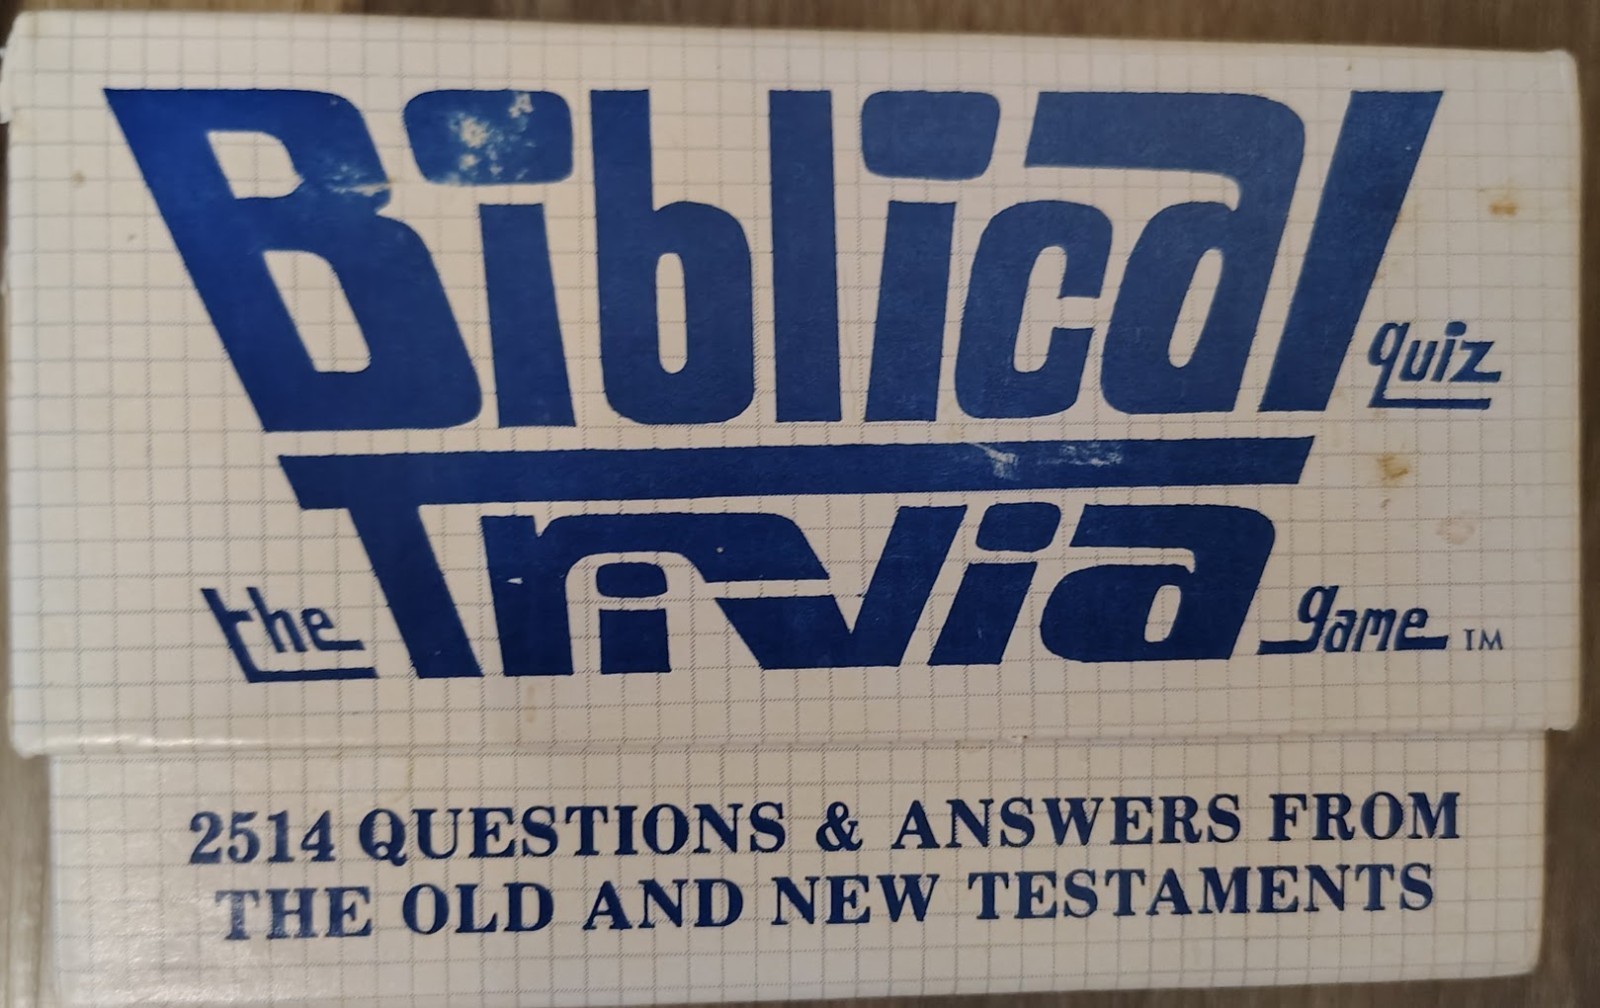 Biblical quiz
the Trivia game TM
2514 QUESTIONS & ANSWERS FROM
THE OLD AND NEW TESTAMENTS